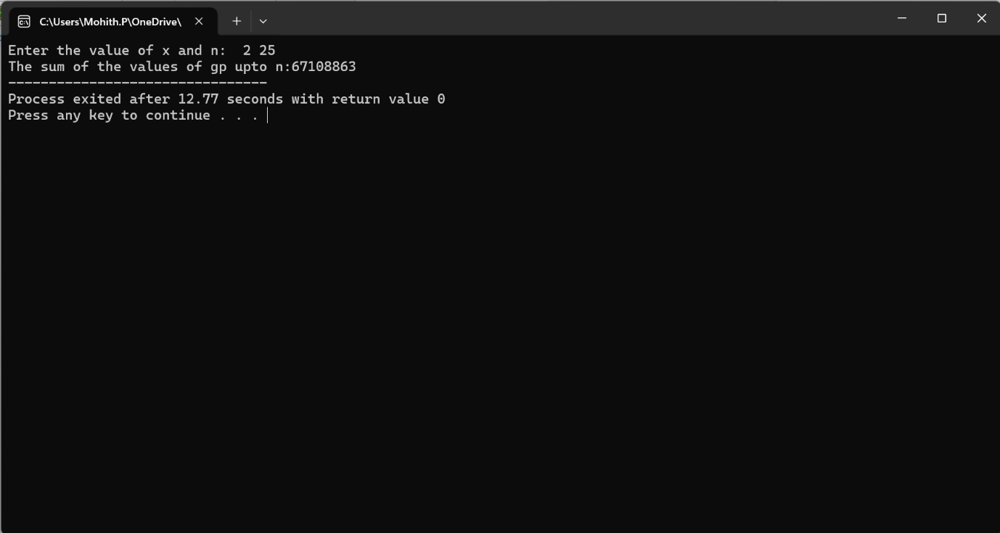 C:\Users\Mohith.P\OneDrive\
Enter the value of x and n:  2 25
The sum of the values of gp upto n:67108863
--------------------------------
Process exited after 12.77 seconds with return value 0
Press any key to continue . . .